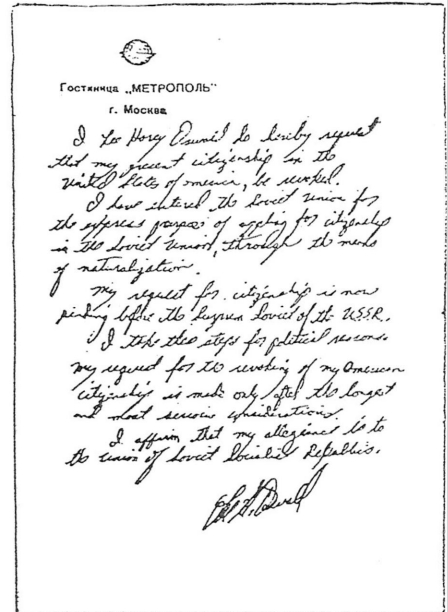 Гостиница „МЕТРОПОЛЬ"
г. Москва
I Lee Harey Oswald do hereby request
that my present citizenship in the
United States of america, be revoked.
I have entered the Soviet Union for
the express purpose of appling for citizenship
in the Soviet Union, through the means
of naturalization.
My request for citizenship is now
pending before the Suprem Soviet of the U.S.S.R.
I take these steps for political reasons.
My request for the revoking of my American
citizenship is made only after the longest
and most serious considerations.
I affirm that my allegiance is to
the Union of Soviet Socialist Republics.